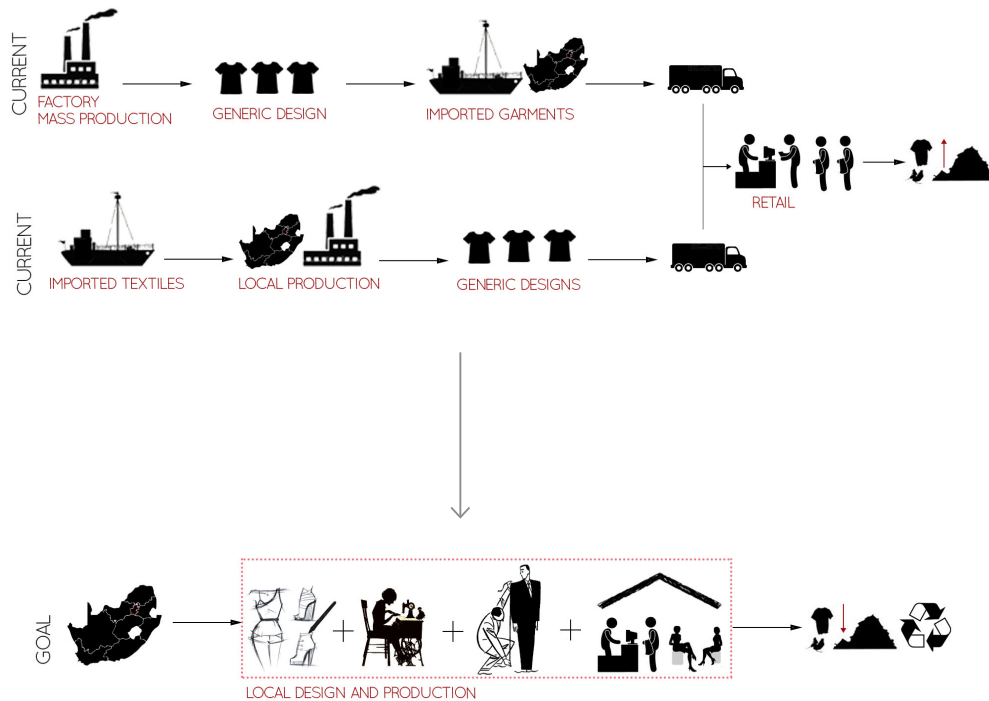 CURRENT
FACTORY
MASS PRODUCTION
GENERIC DESIGN
IMPORTED GARMENTS
RETAIL
CURRENT
IMPORTED TEXTILES
LOCAL PRODUCTION
GENERIC DESIGNS
GOAL
LOCAL DESIGN AND PRODUCTION